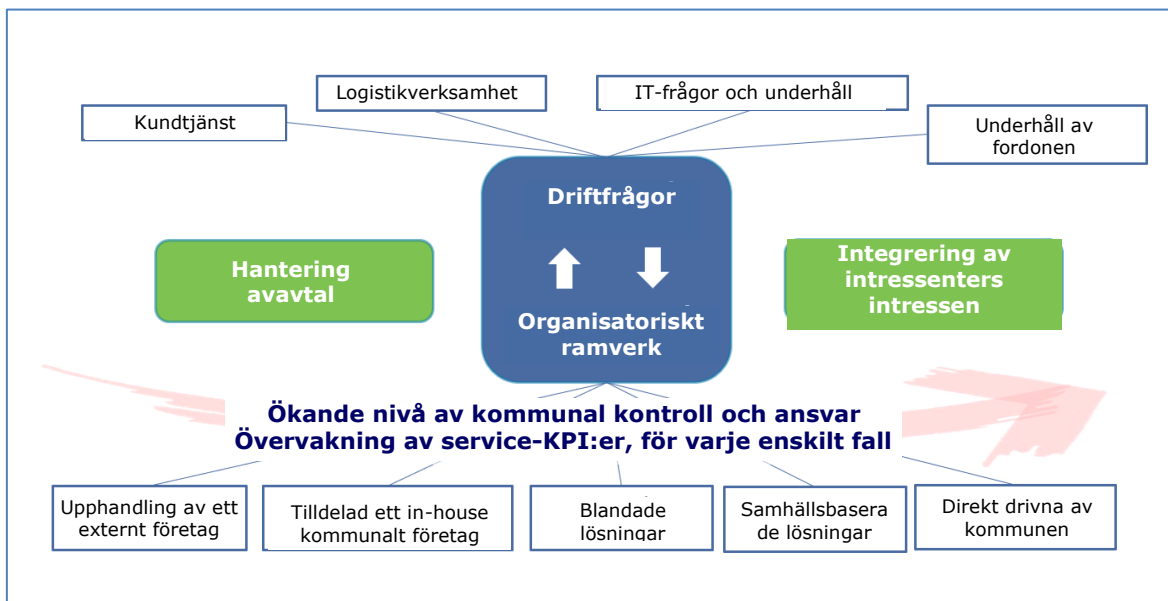 Logistikverksamhet
IT-frågor och underhåll
Kundtjänst
Underhåll av
fordonen
Driftfrågor
Hantering
avavtal
Integrering av
intressenters
intressen
Organisatoriskt
ramverk
Ökande nivå av kommunal kontroll och ansvar
Övervakning av service-KPI:er, för varje enskilt fall
Upphandling av ett
externt företag
Tilldelad ett in-house
kommunalt företag
Blandade
lösningar
Samhällsbasera
de lösningar
Direkt drivna av
kommunen